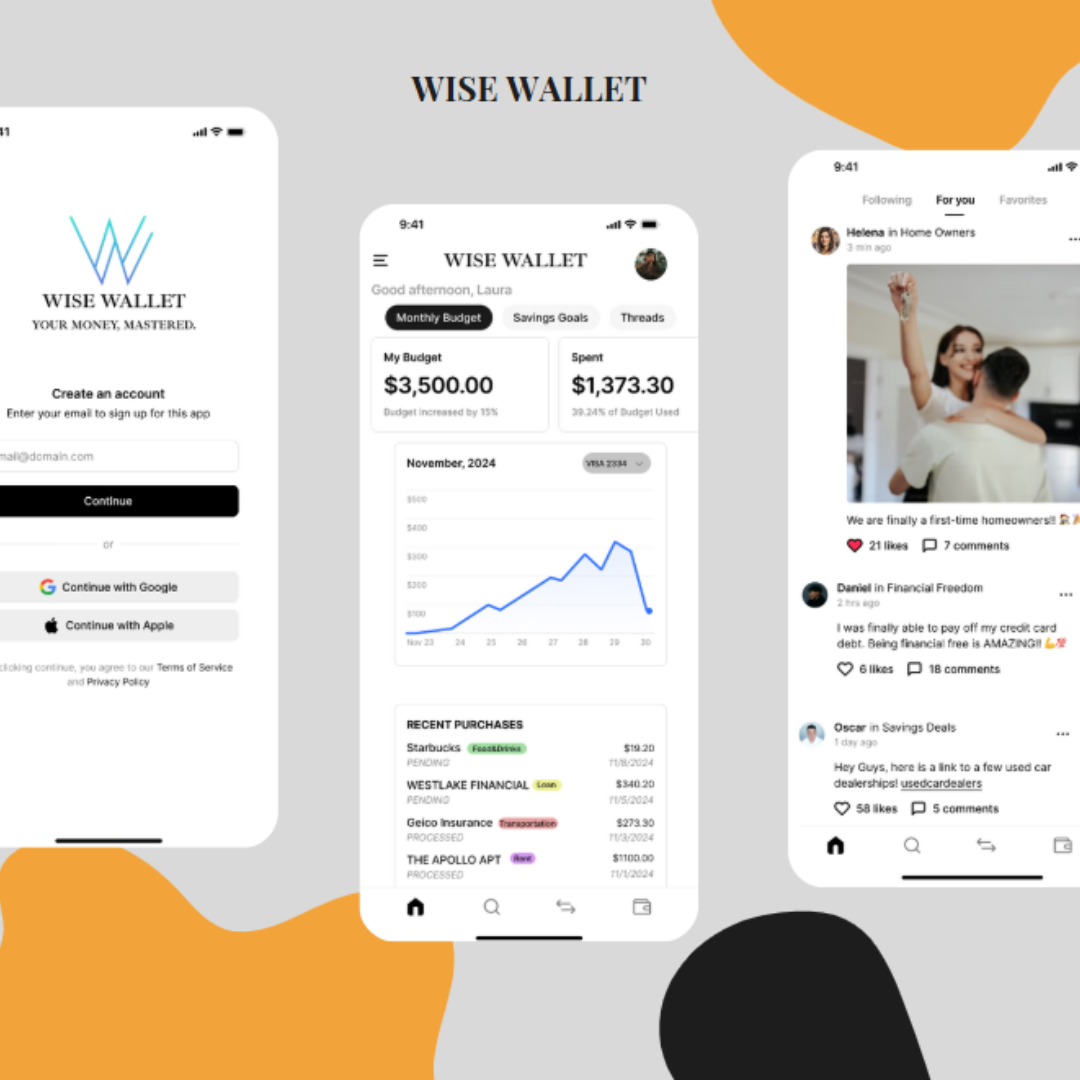 WISE WALLET
41
WISE WALLET
YOUR MONEY, MASTERED.
Create an account
Enter your email to sign up for this app
mail@domain.com
Continue
or
Continue with Google
Continue with Apple
clicking continue, you agree to our Terms of Service
and Privacy Policy
9:41
WISE WALLET
Good afternoon, Laura
Monthly Budget Savings Goals Threads
My Budget Spent
$3,500.00 $1,373.30
Budget increased by 15% 39.24% of Budget Used
November, 2024 VISA 2334
$500
$400
$300
$200
$100
Nov 23 24 25 26 27 28 29 30
RECENT PURCHASES
Starbucks Food&Drinks $19.20
PENDING 11/8/2024
WESTLAKE FINANCIAL Loan $340.20
PENDING 11/5/2024
Geico Insurance Transportation $273.30
PROCESSED 11/3/2024
THE APOLLO APT Rent $1100.00
PROCESSED 11/1/2024
9:41
Following For you Favorites
Helena in Home Owners
3 min ago
We are finally a first-time homeowners!! 🏡🎉
21 likes 7 comments
Daniel in Financial Freedom
2 hrs ago
I was finally able to pay off my credit card
debt. Being financial free is AMAZING!! 💪💯
6 likes 18 comments
Oscar in Savings Deals
1 day ago
Hey Guys, here is a link to a few used car
dealerships! usedcardealers
58 likes 5 comments